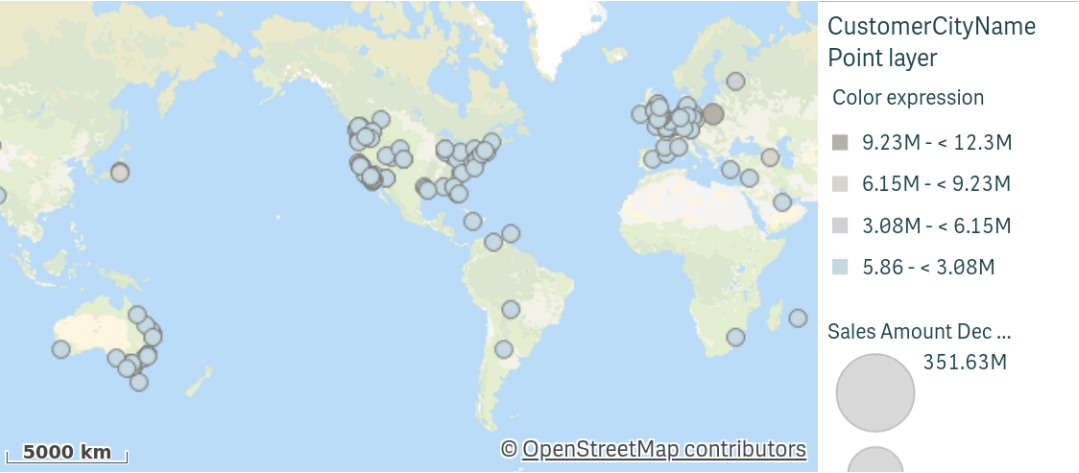 CustomerCityName
Point layer
Color expression
9.23M - < 12.3M
6.15M - < 9.23M
3.08M - < 6.15M
5.86 - < 3.08M
Sales Amount Dec ...
351.63M
5000 km
© OpenStreetMap contributors